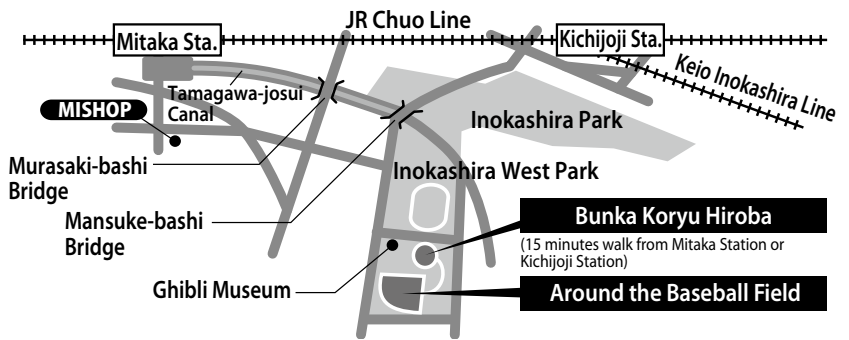 JR Chuo Line
Mitaka Sta.
Kichijoji Sta.
Keio Inokashira Line
Tamagawa-josui
Canal
MISHOP
Inokashira Park
Murasaki-bashi
Bridge
Inokashira West Park
Mansuke-bashi
Bridge
Bunka Koryu Hiroba
(15 minutes walk from Mitaka Station or
Kichijoji Station)
Ghibli Museum
Around the Baseball Field